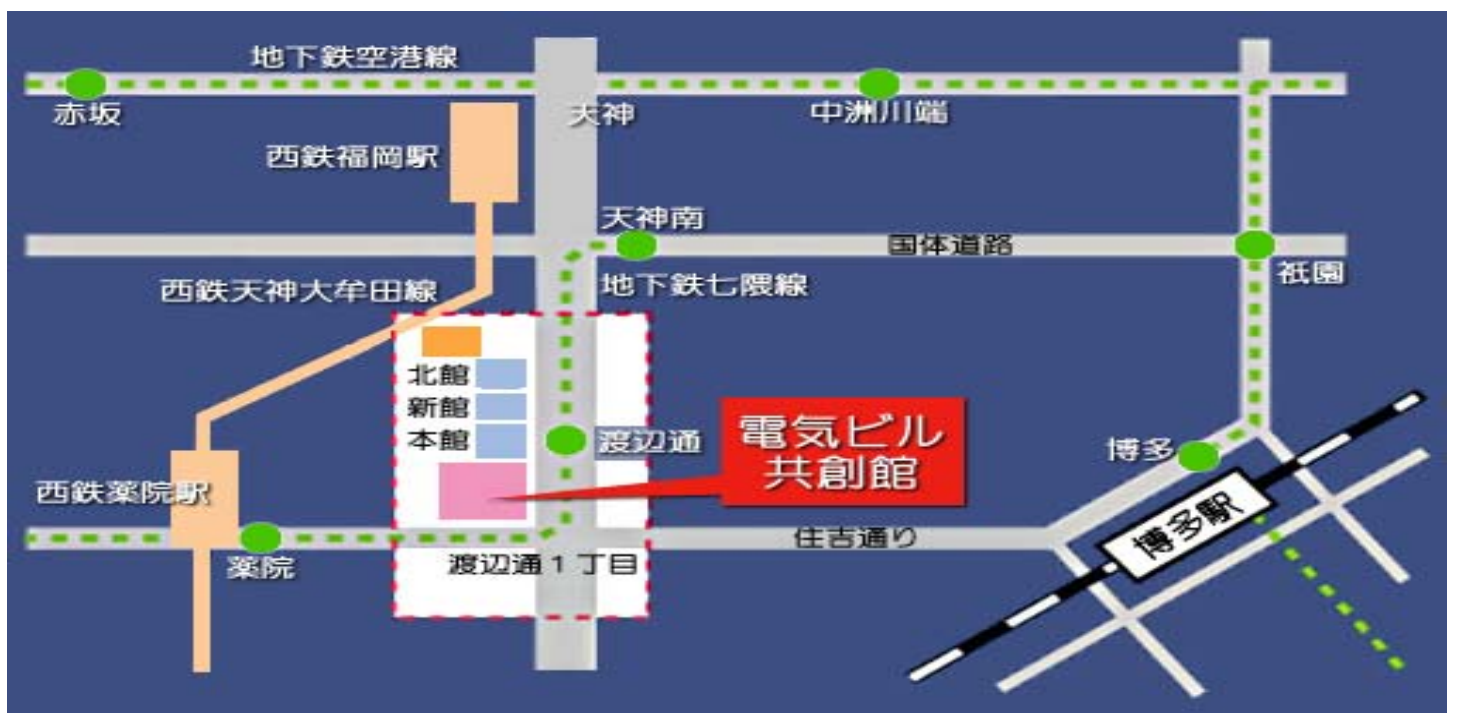 地下鉄空港線
赤坂
天神
中洲川端
西鉄福岡駅
天神南
国体道路
祇園
西鉄天神大牟田線
地下鉄七隈線
北館
新館
本館
渡辺通
電気ビル
共創館
博多
西鉄薬院駅
博多駅
住吉通り
薬院
渡辺通1丁目